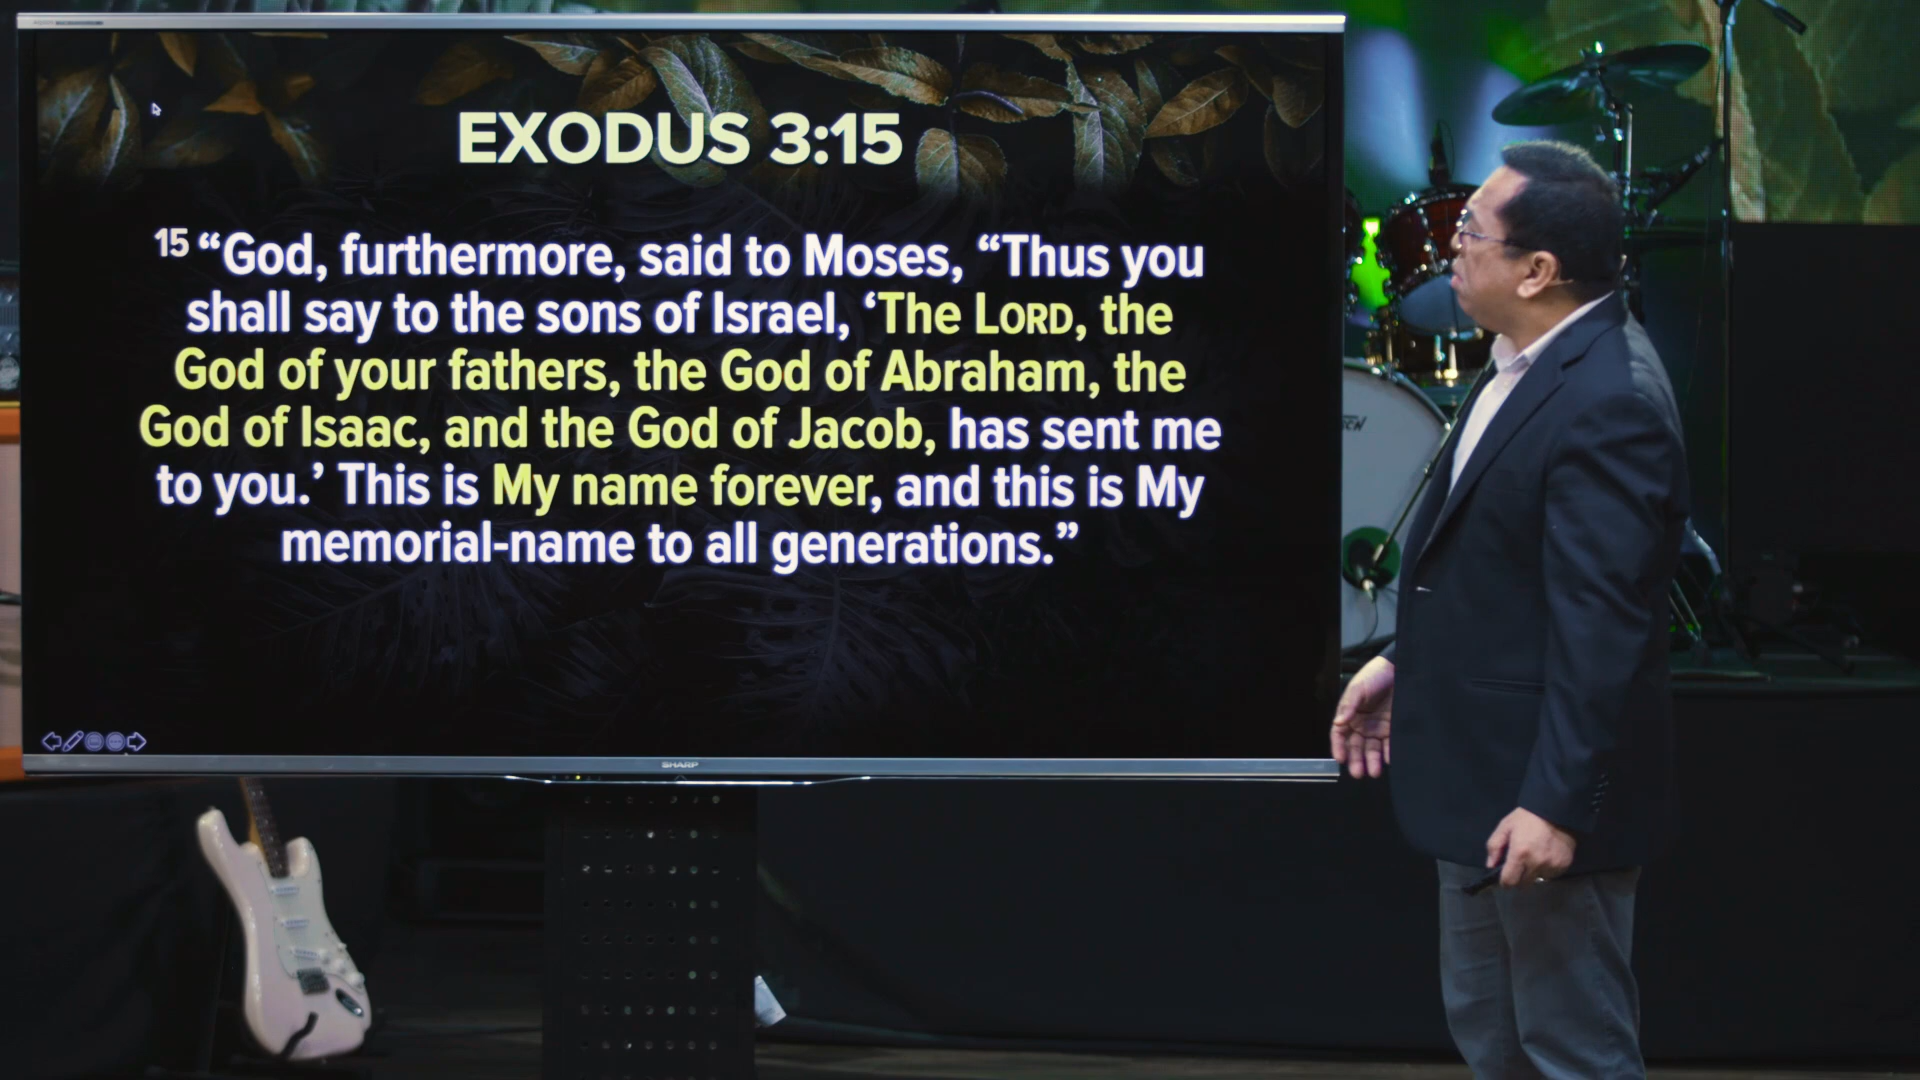 EXODUS 3:15
15 “God, furthermore, said to Moses, “Thus you
shall say to the sons of Israel, ‘The LORD, the
God of your fathers, the God of Abraham, the
God of Isaac, and the God of Jacob, has sent me
to you.’ This is My name forever, and this is My
memorial-name to all generations.”
SHARP